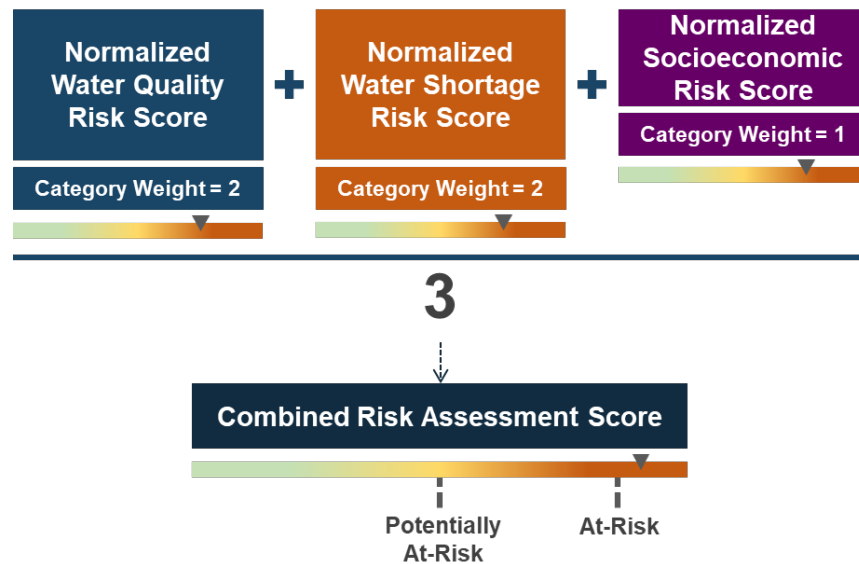 Normalized
Water Quality
Risk Score
Category Weight = 2
+
Normalized
Water Shortage
Risk Score
Category Weight = 2
+
Normalized
Socioeconomic
Risk Score
Category Weight = 1
3
Combined Risk Assessment Score
Potentially
At-Risk
At-Risk